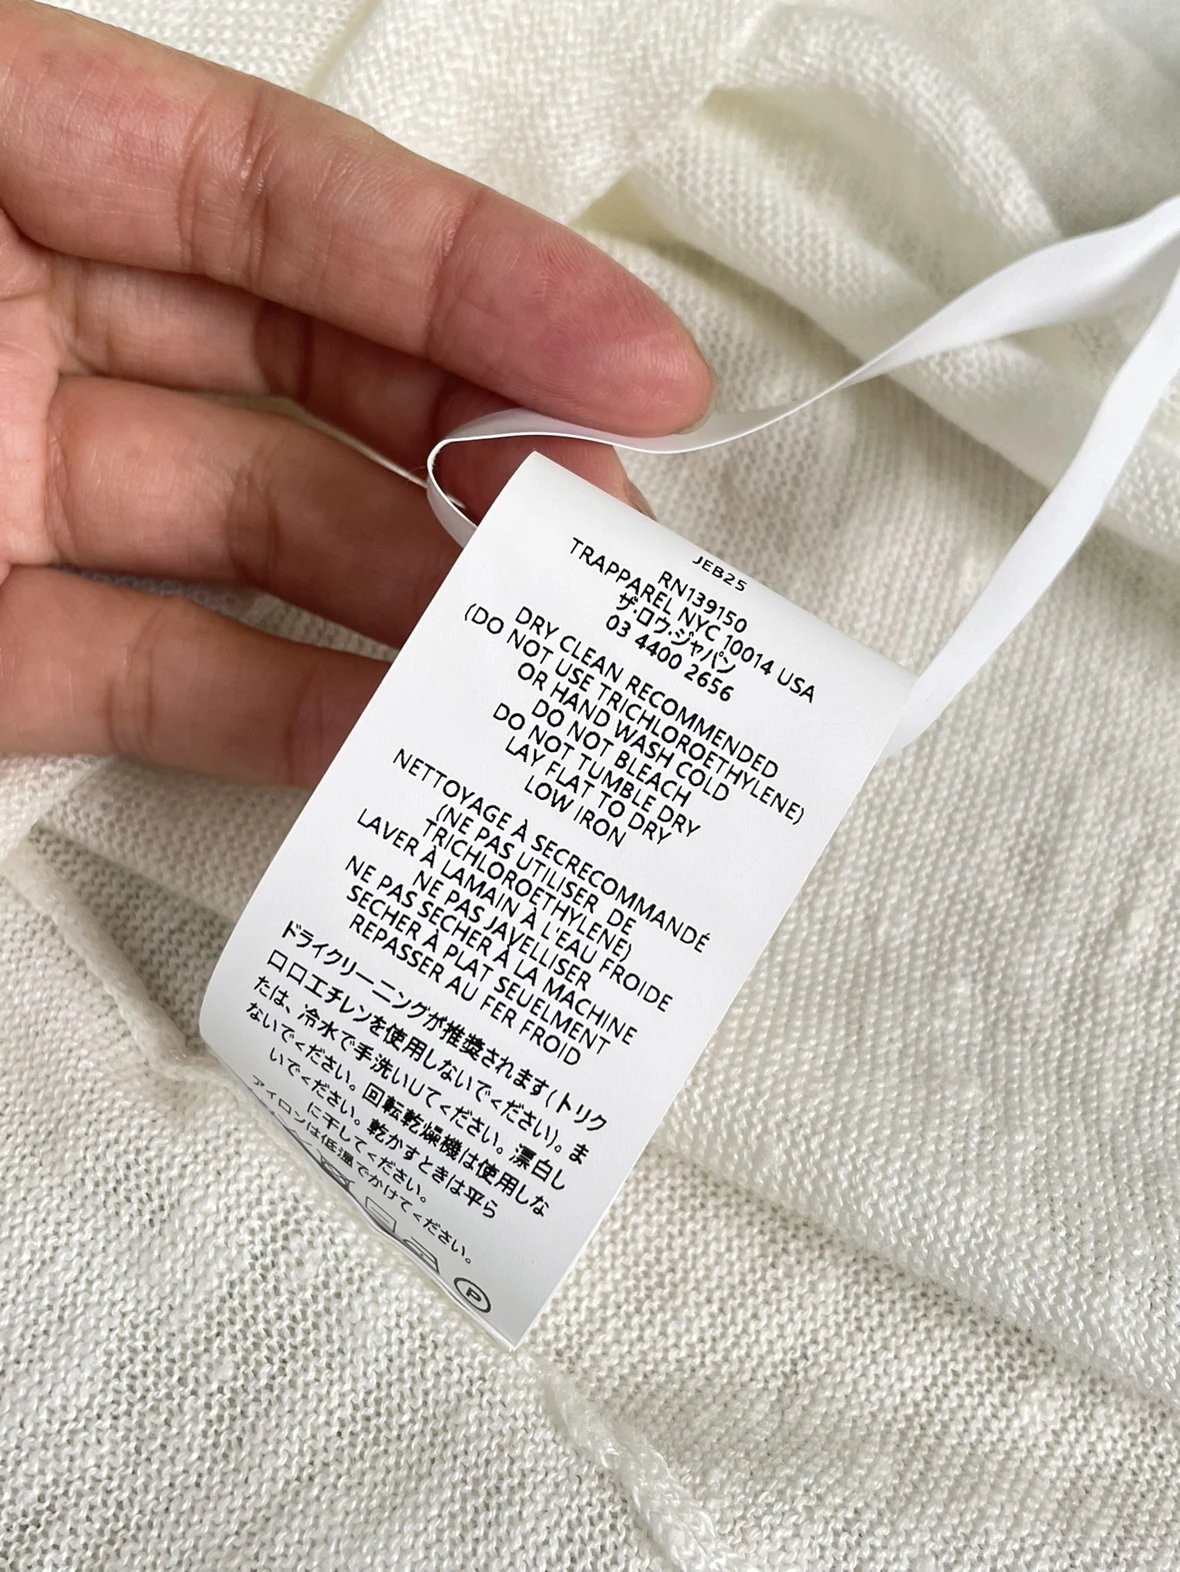 JEB25
RN139150
TRAPPAREL NYC 10014 USA
ザ・ロウ・ジャパン
03 4400 2656
DRY CLEAN RECOMMENDED
(DO NOT USE TRICHLOROETHYLENE)
OR HAND WASH COLD
DO NOT BLEACH
DO NOT TUMBLE DRY
LAY FLAT TO DRY
LOW IRON
NETTOYAGE À SECRECOMMANDÉ
(NE PAS UTILISER DE
TRICHLOROETHYLENE)
LAVER À LAMAIN À L'EAU FROIDE
NE PAS JAVELLISER
NE PAS SECHER À LA MACHINE
SECHER À PLAT SEUELMENT
REPASSER AU FER FROID
ドライクリーニングが推奨されます(トリク
ロロエチレンを使用しないでください)。ま
たは、冷水で手洗いしてください。漂白し
ないでください。回転乾燥機は使用しな
いでください。乾かすときは平ら
に干してください。
アイロンは低温でかけてください。
P